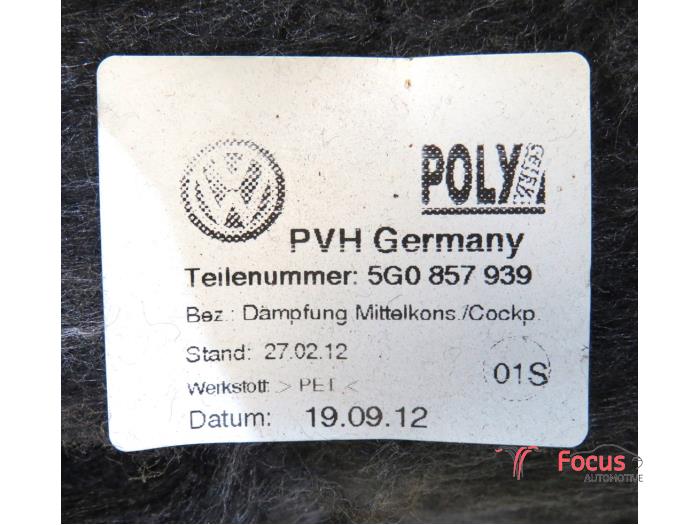 POLY
PVH Germany
Teilenummer: 5G0 857 939
Bez.: Dämpfung Mittelkons./Cockp.
Stand: 27.02.12
01S
Werkstoff: > PET <
Datum: 19.09.12
Focus
AUTOMOTIVE